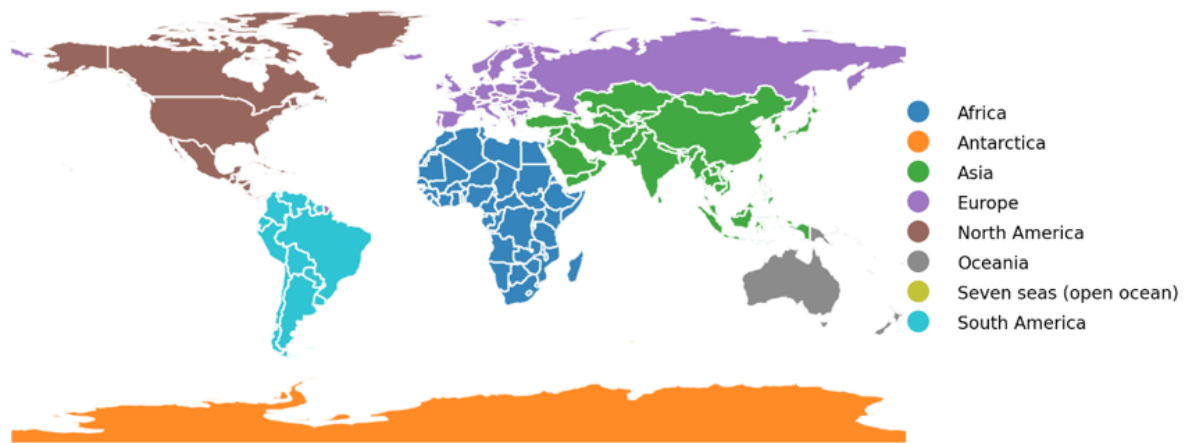 Africa
Antarctica
Asia
Europe
North America
Oceania
Seven seas (open ocean)
South America